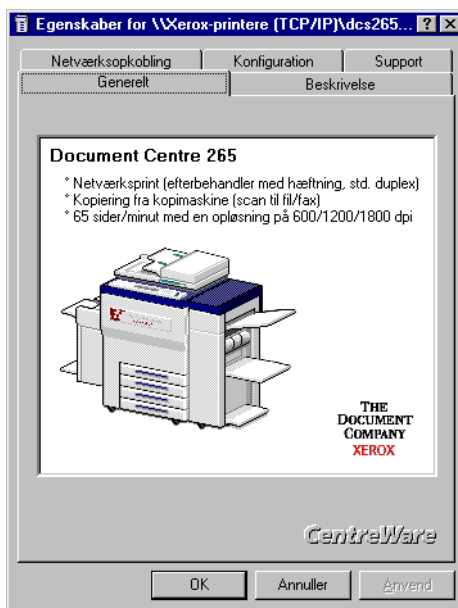 Egenskaber for \\Xerox-printere (TCP/IP)\dcs265...
Netværksopkobling Konfiguration Support
Generelt Beskrivelse
Document Centre 265
* Netværksprint (efterbehandler med hæftning, std. duplex)
* Kopiering fra kopimaskine (scan til fil/fax)
* 65 sider/minut med en opløsning på 600/1200/1800 dpi
THE
DOCUMENT
COMPANY
XEROX
CentreWare
OK Annuller Anvend